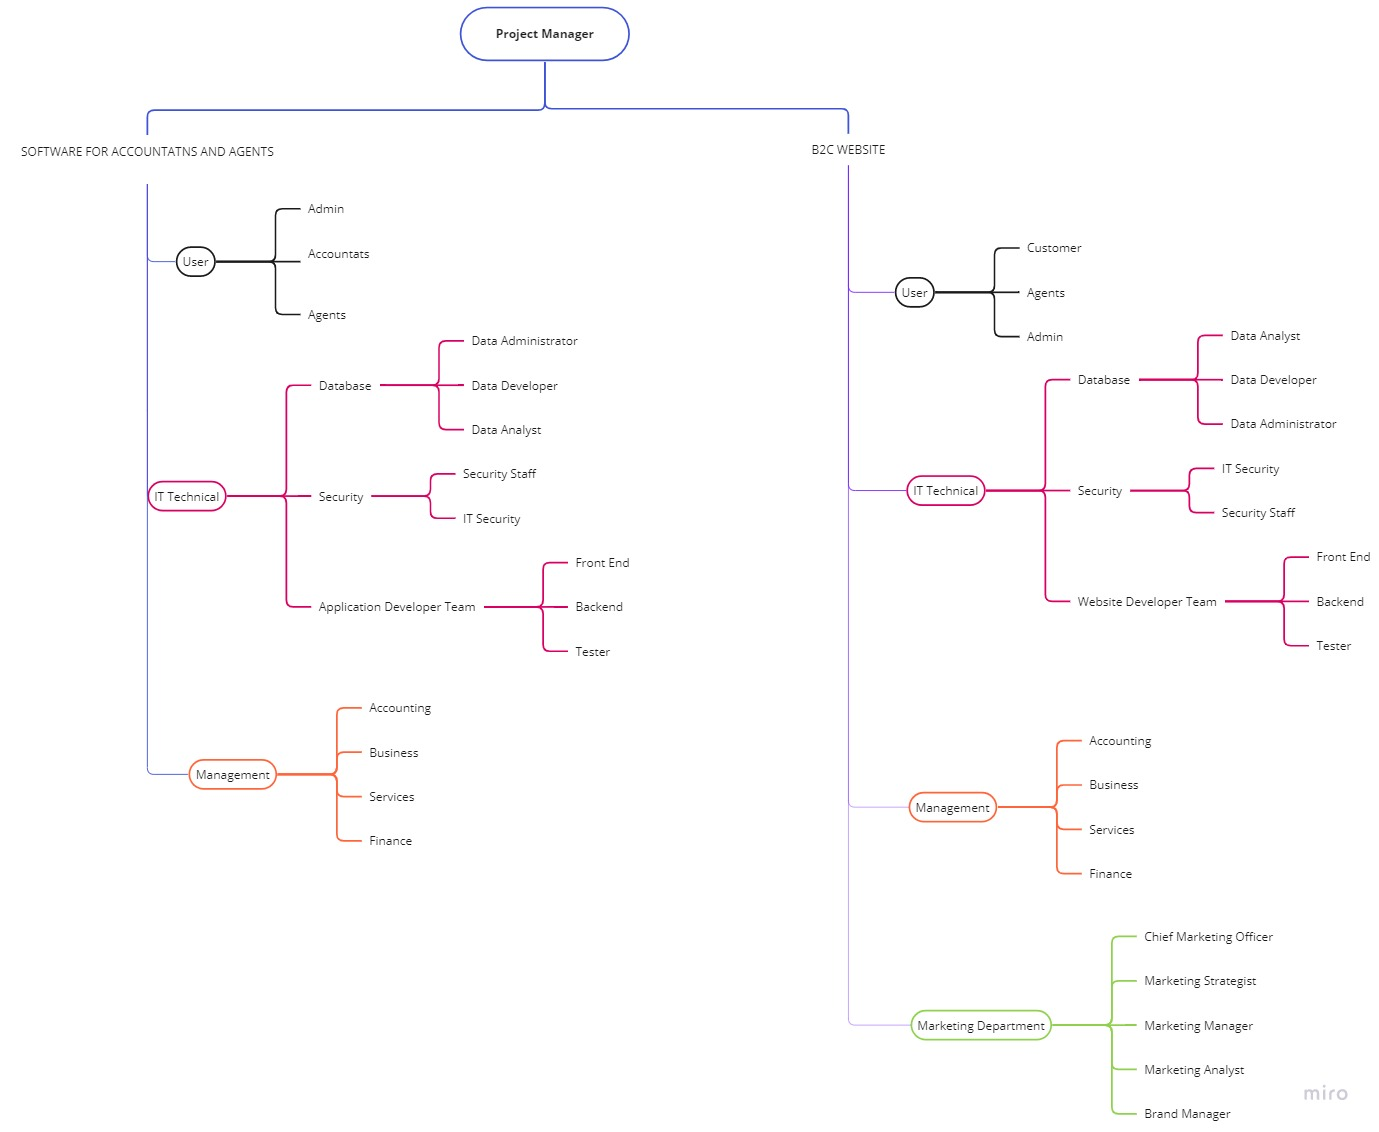 Project Manager
SOFTWARE FOR ACCOUNTATNS AND AGENTS
User
Admin
Accountats
Agents
IT Technical
Database
Data Administrator
Data Developer
Data Analyst
Security
Security Staff
IT Security
Application Developer Team
Front End
Backend
Tester
Management
Accounting
Business
Services
Finance
B2C WEBSITE
User
Customer
Agents
Admin
IT Technical
Database
Data Analyst
Data Developer
Data Administrator
Security
IT Security
Security Staff
Website Developer Team
Front End
Backend
Tester
Management
Accounting
Business
Services
Finance
Marketing Department
Chief Marketing Officer
Marketing Strategist
Marketing Manager
Marketing Analyst
Brand Manager
miro